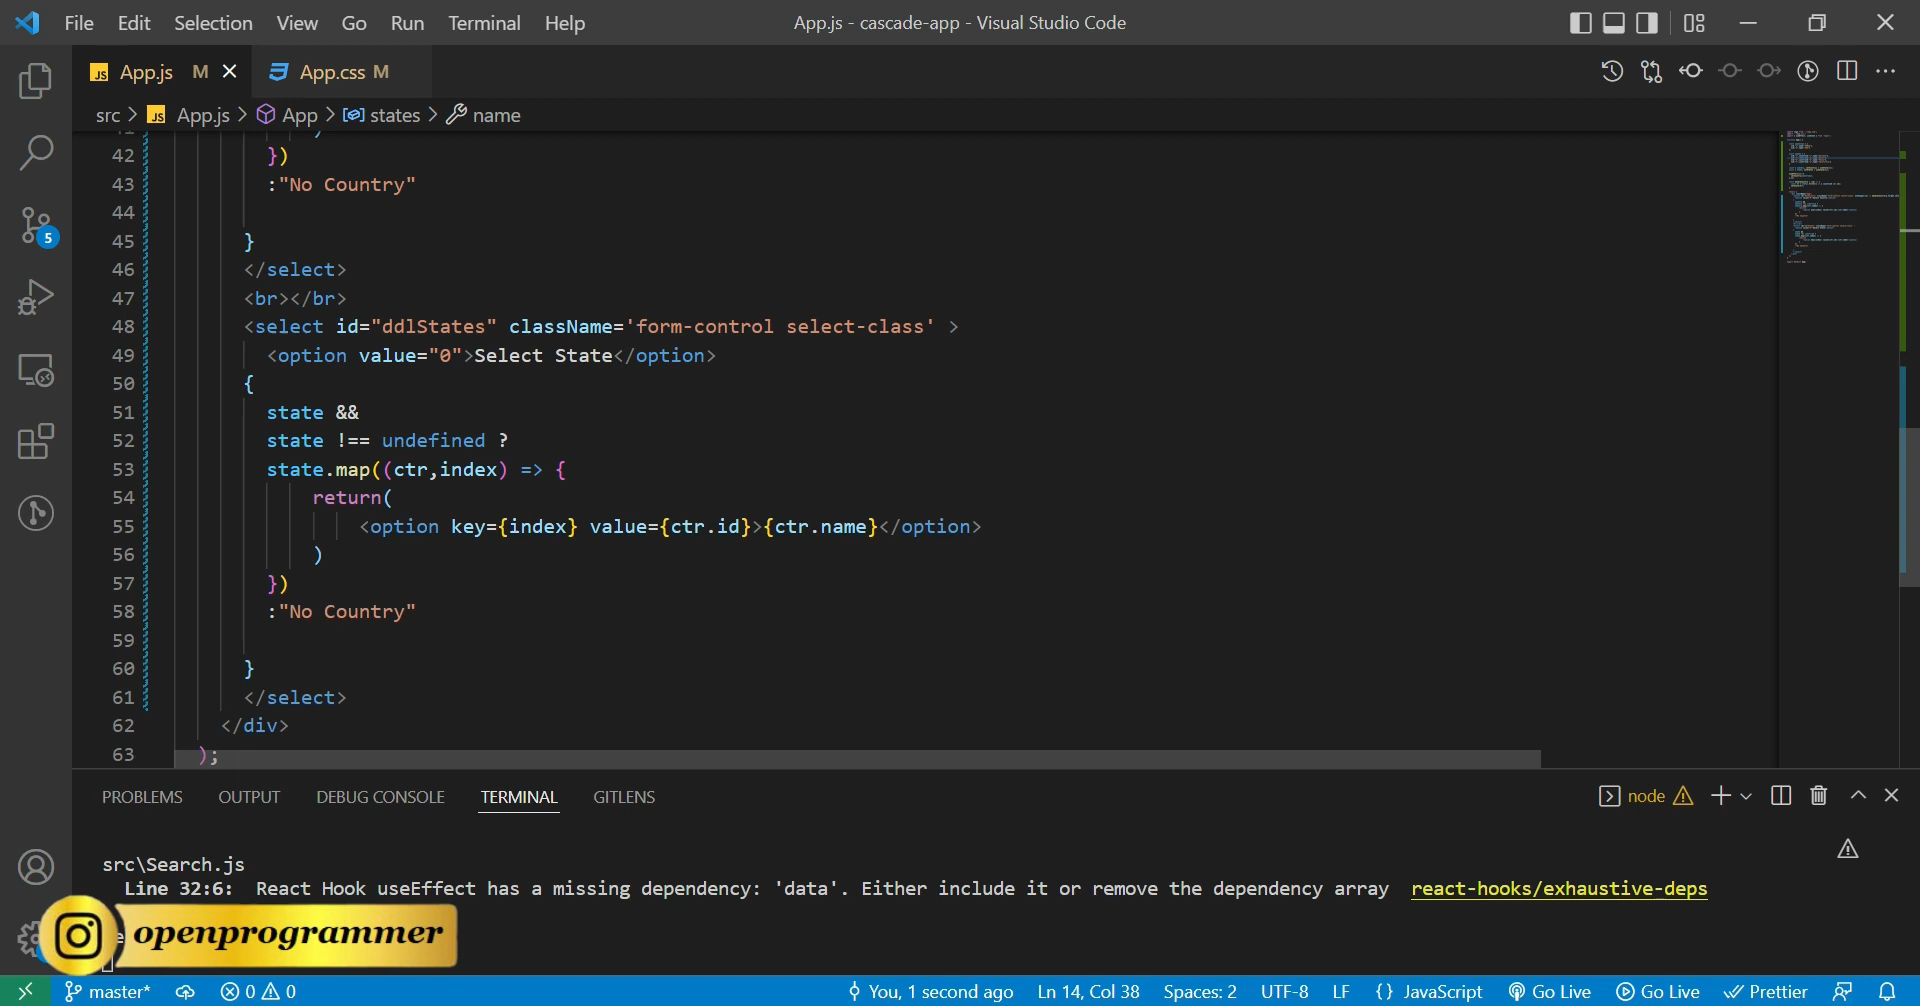 File Edit Selection View Go Run Terminal Help App.js - cascade-app - Visual Studio Code
App.js M App.css M
src > App.js > App > states > name
42 })
43 :"No Country"
44
45 }
46 </select>
47 <br></br>
48 <select id="ddlStates" className='form-control select-class' >
49 <option value="0">Select State</option>
50 {
51 state &&
52 state !== undefined ?
53 state.map((ctr,index) => {
54 return(
55 <option key={index} value={ctr.id}>{ctr.name}</option>
56 )
57 })
58 :"No Country"
59
60 }
61 </select>
62 </div>
63 );
5
PROBLEMS OUTPUT DEBUG CONSOLE TERMINAL GITLENS node
src\Search.js
Line 32:6: React Hook useEffect has a missing dependency: 'data'. Either include it or remove the dependency array react-hooks/exhaustive-deps
openprogrammer
master* 0 0 You, 1 second ago Ln 14, Col 38 Spaces: 2 UTF-8 LF {} JavaScript Go Live Go Live Prettier